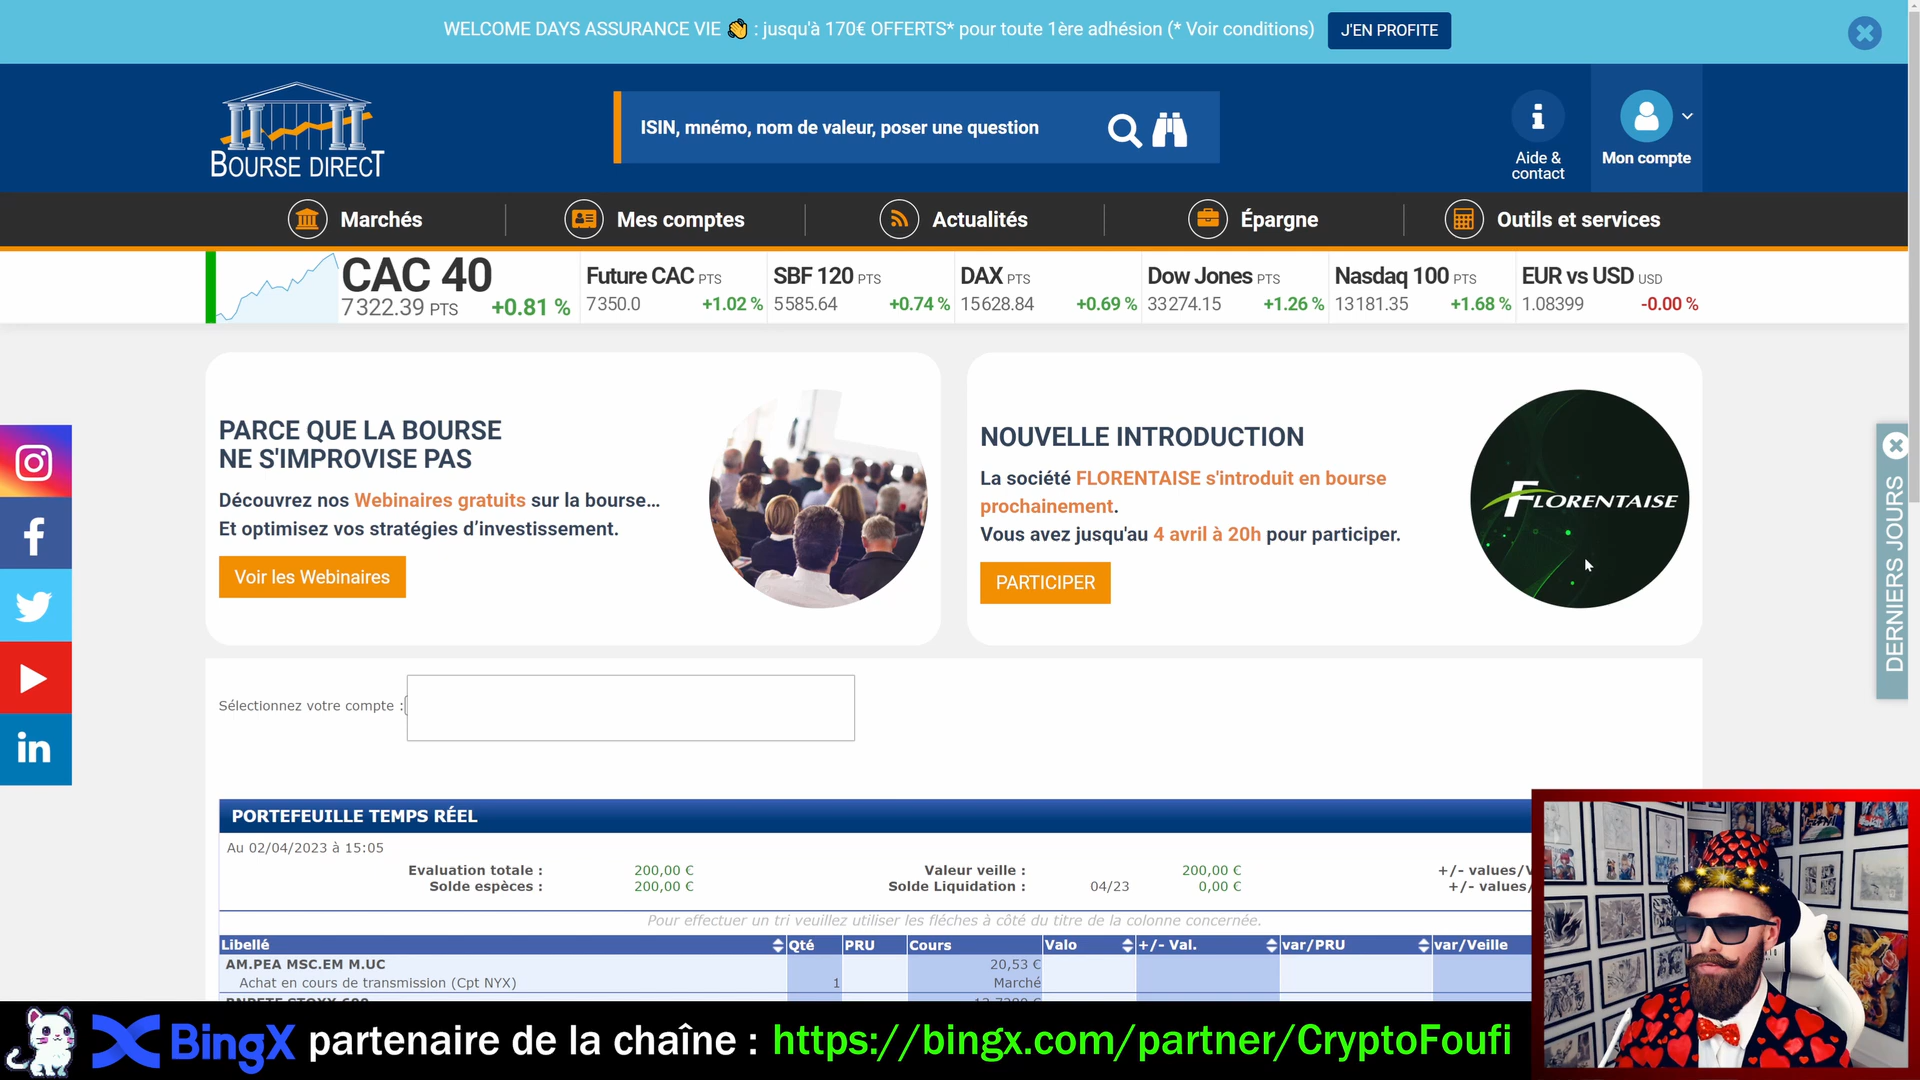 WELCOME DAYS ASSURANCE VIE 👋 : jusqu'à 170€ OFFERTS* pour toute 1ère adhésion (* Voir conditions)
J'EN PROFITE
BOURSE DIRECT
ISIN, mnémo, nom de valeur, poser une question
Aide &
contact
Mon compte
Marchés
Mes comptes
Actualités
Épargne
Outils et services
CAC 40
7322.39 PTS +0.81 %
Future CAC PTS
7350.0 +1.02 %
SBF 120 PTS
5585.64 +0.74 %
DAX PTS
15628.84 +0.69 %
Dow Jones PTS
33274.15 +1.26 %
Nasdaq 100 PTS
13181.35 +1.68 %
EUR vs USD USD
1.08399 -0.00 %
PARCE QUE LA BOURSE
NE S'IMPROVISE PAS
Découvrez nos Webinaires gratuits sur la bourse...
Et optimisez vos stratégies d'investissement.
Voir les Webinaires
NOUVELLE INTRODUCTION
La société FLORENTAISE s'introduit en bourse
prochainement.
Vous avez jusqu'au 4 avril à 20h pour participer.
PARTICIPER
FLORENTAISE
DERNIERS JOURS
in
Sélectionnez votre compte :
PORTEFEUILLE TEMPS RÉEL
Au 02/04/2023 à 15:05
Evaluation totale : 200,00 € Valeur veille : 200,00 € +/- values/V
Solde espèces : 200,00 € Solde Liquidation : 04/23 0,00 € +/- values/
Pour effectuer un tri veuillez utiliser les flèches à côté du titre de la colonne concernée.
Libellé Qté PRU Cours Valo +/- Val. var/PRU var/Veille
AM.PEA MSC.EM M.UC 20,53 €
Achat en cours de transmission (Cpt NYX) 1 Marché
BingX partenaire de la chaîne : https://bingx.com/partner/CryptoFoufi